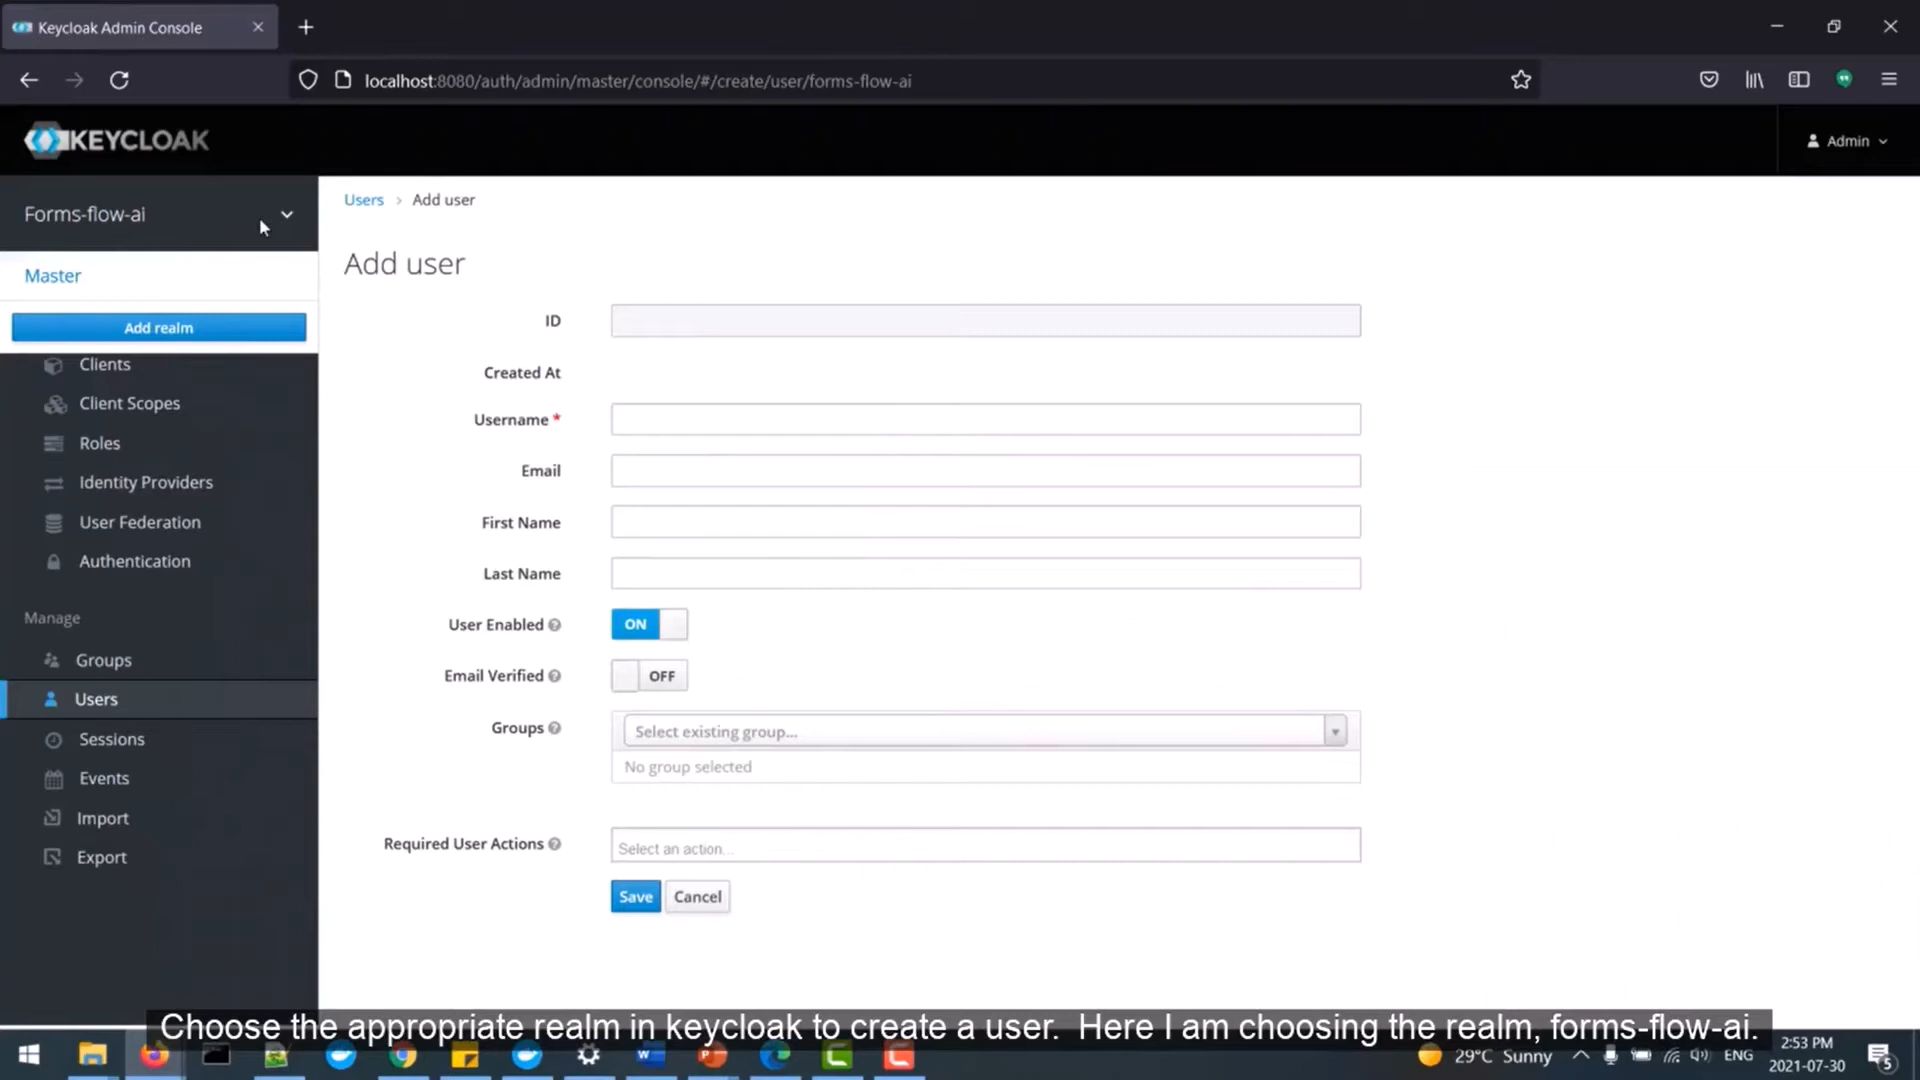 Keycloak Admin Console
localhost:8080/auth/admin/master/console/#/create/user/forms-flow-ai
KEYCLOAK
Admin
Forms-flow-ai
Master
Add realm
Clients
Client Scopes
Roles
Identity Providers
User Federation
Authentication
Manage
Groups
Users
Sessions
Events
Import
Export
Users > Add user
Add user
ID
Created At
Username *
Email
First Name
Last Name
User Enabled
ON
Email Verified
OFF
Groups
Select existing group...
No group selected
Required User Actions
Select an action...
Save
Cancel
Choose the appropriate realm in keycloak to create a user. Here I am choosing the realm, forms-flow-ai.
29°C Sunny
ENG
2:53 PM
2021-07-30
5